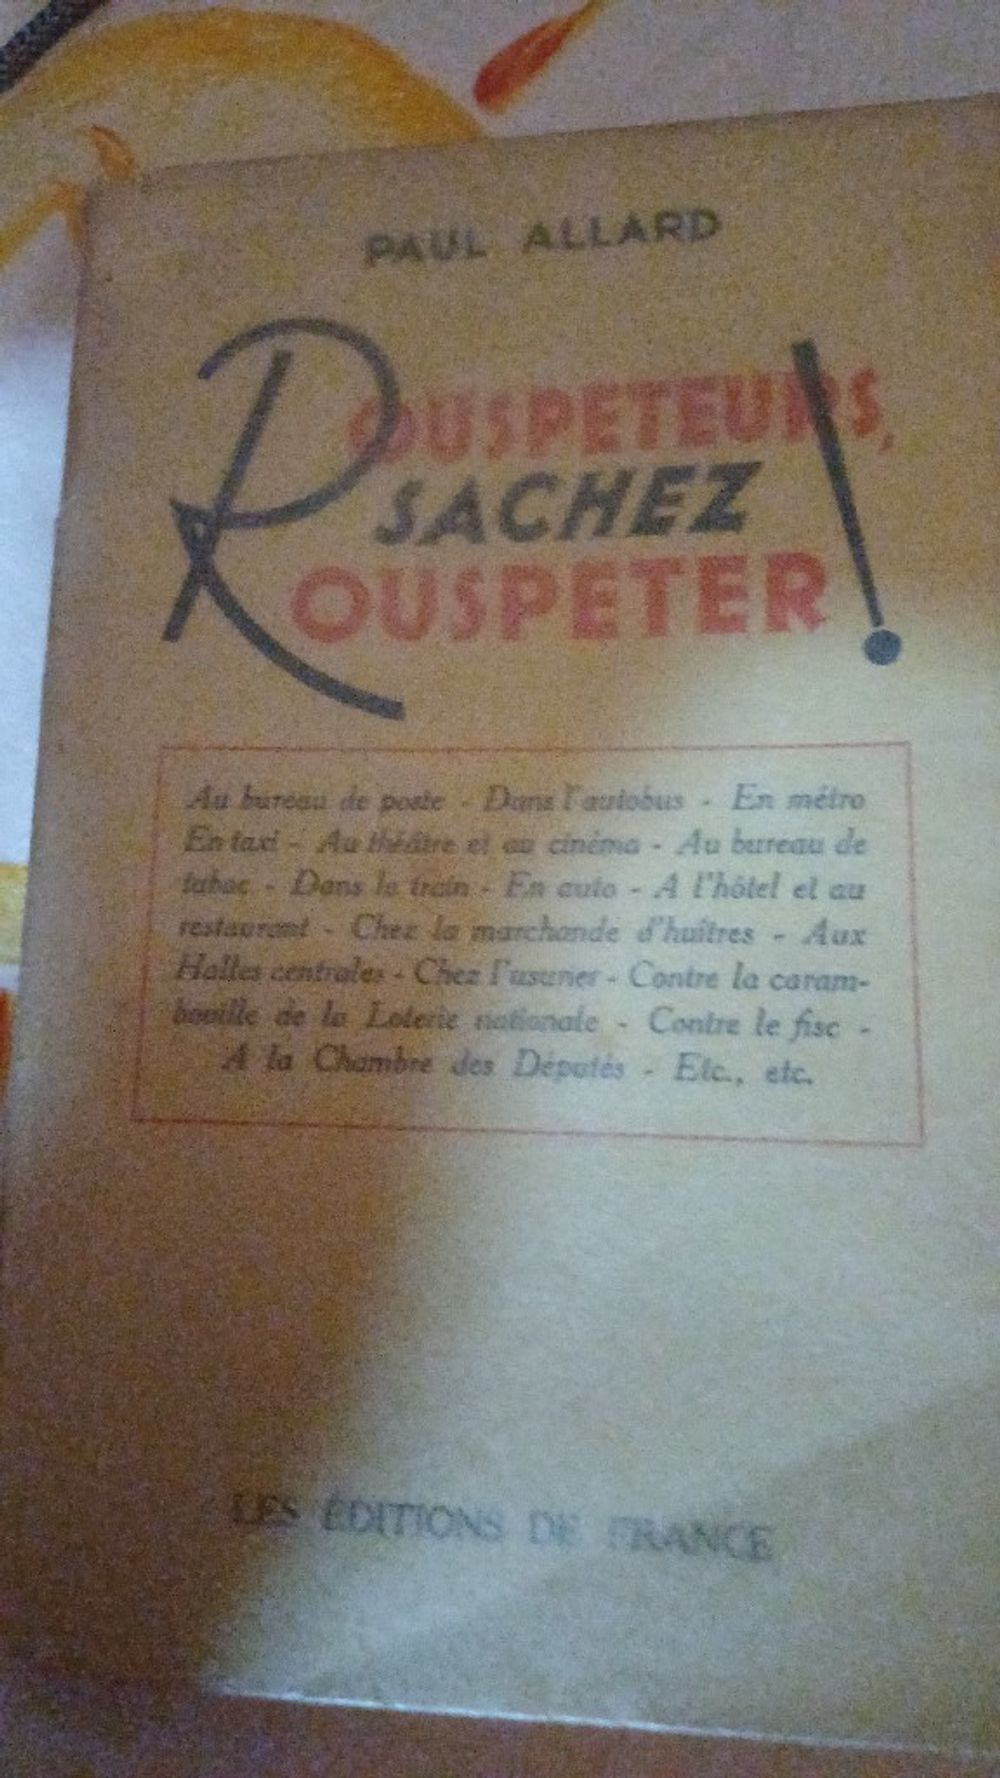 PAUL ALLARD
ROUSPETEURS,
SACHEZ
ROUSPETER !
Au bureau de poste - Dans l'autobus - En métro
En taxi - Au théâtre et au cinéma - Au bureau de
tabac - Dans le train - En auto - A l'hôtel et au
restaurant - Chez la marchande d'huîtres - Aux
Halles centrales - Chez l'usurier - Contre la caram-
bouille de la Loterie nationale - Contre le fisc -
A la Chambre des Députés - Etc., etc.
LES ÉDITIONS DE FRANCE